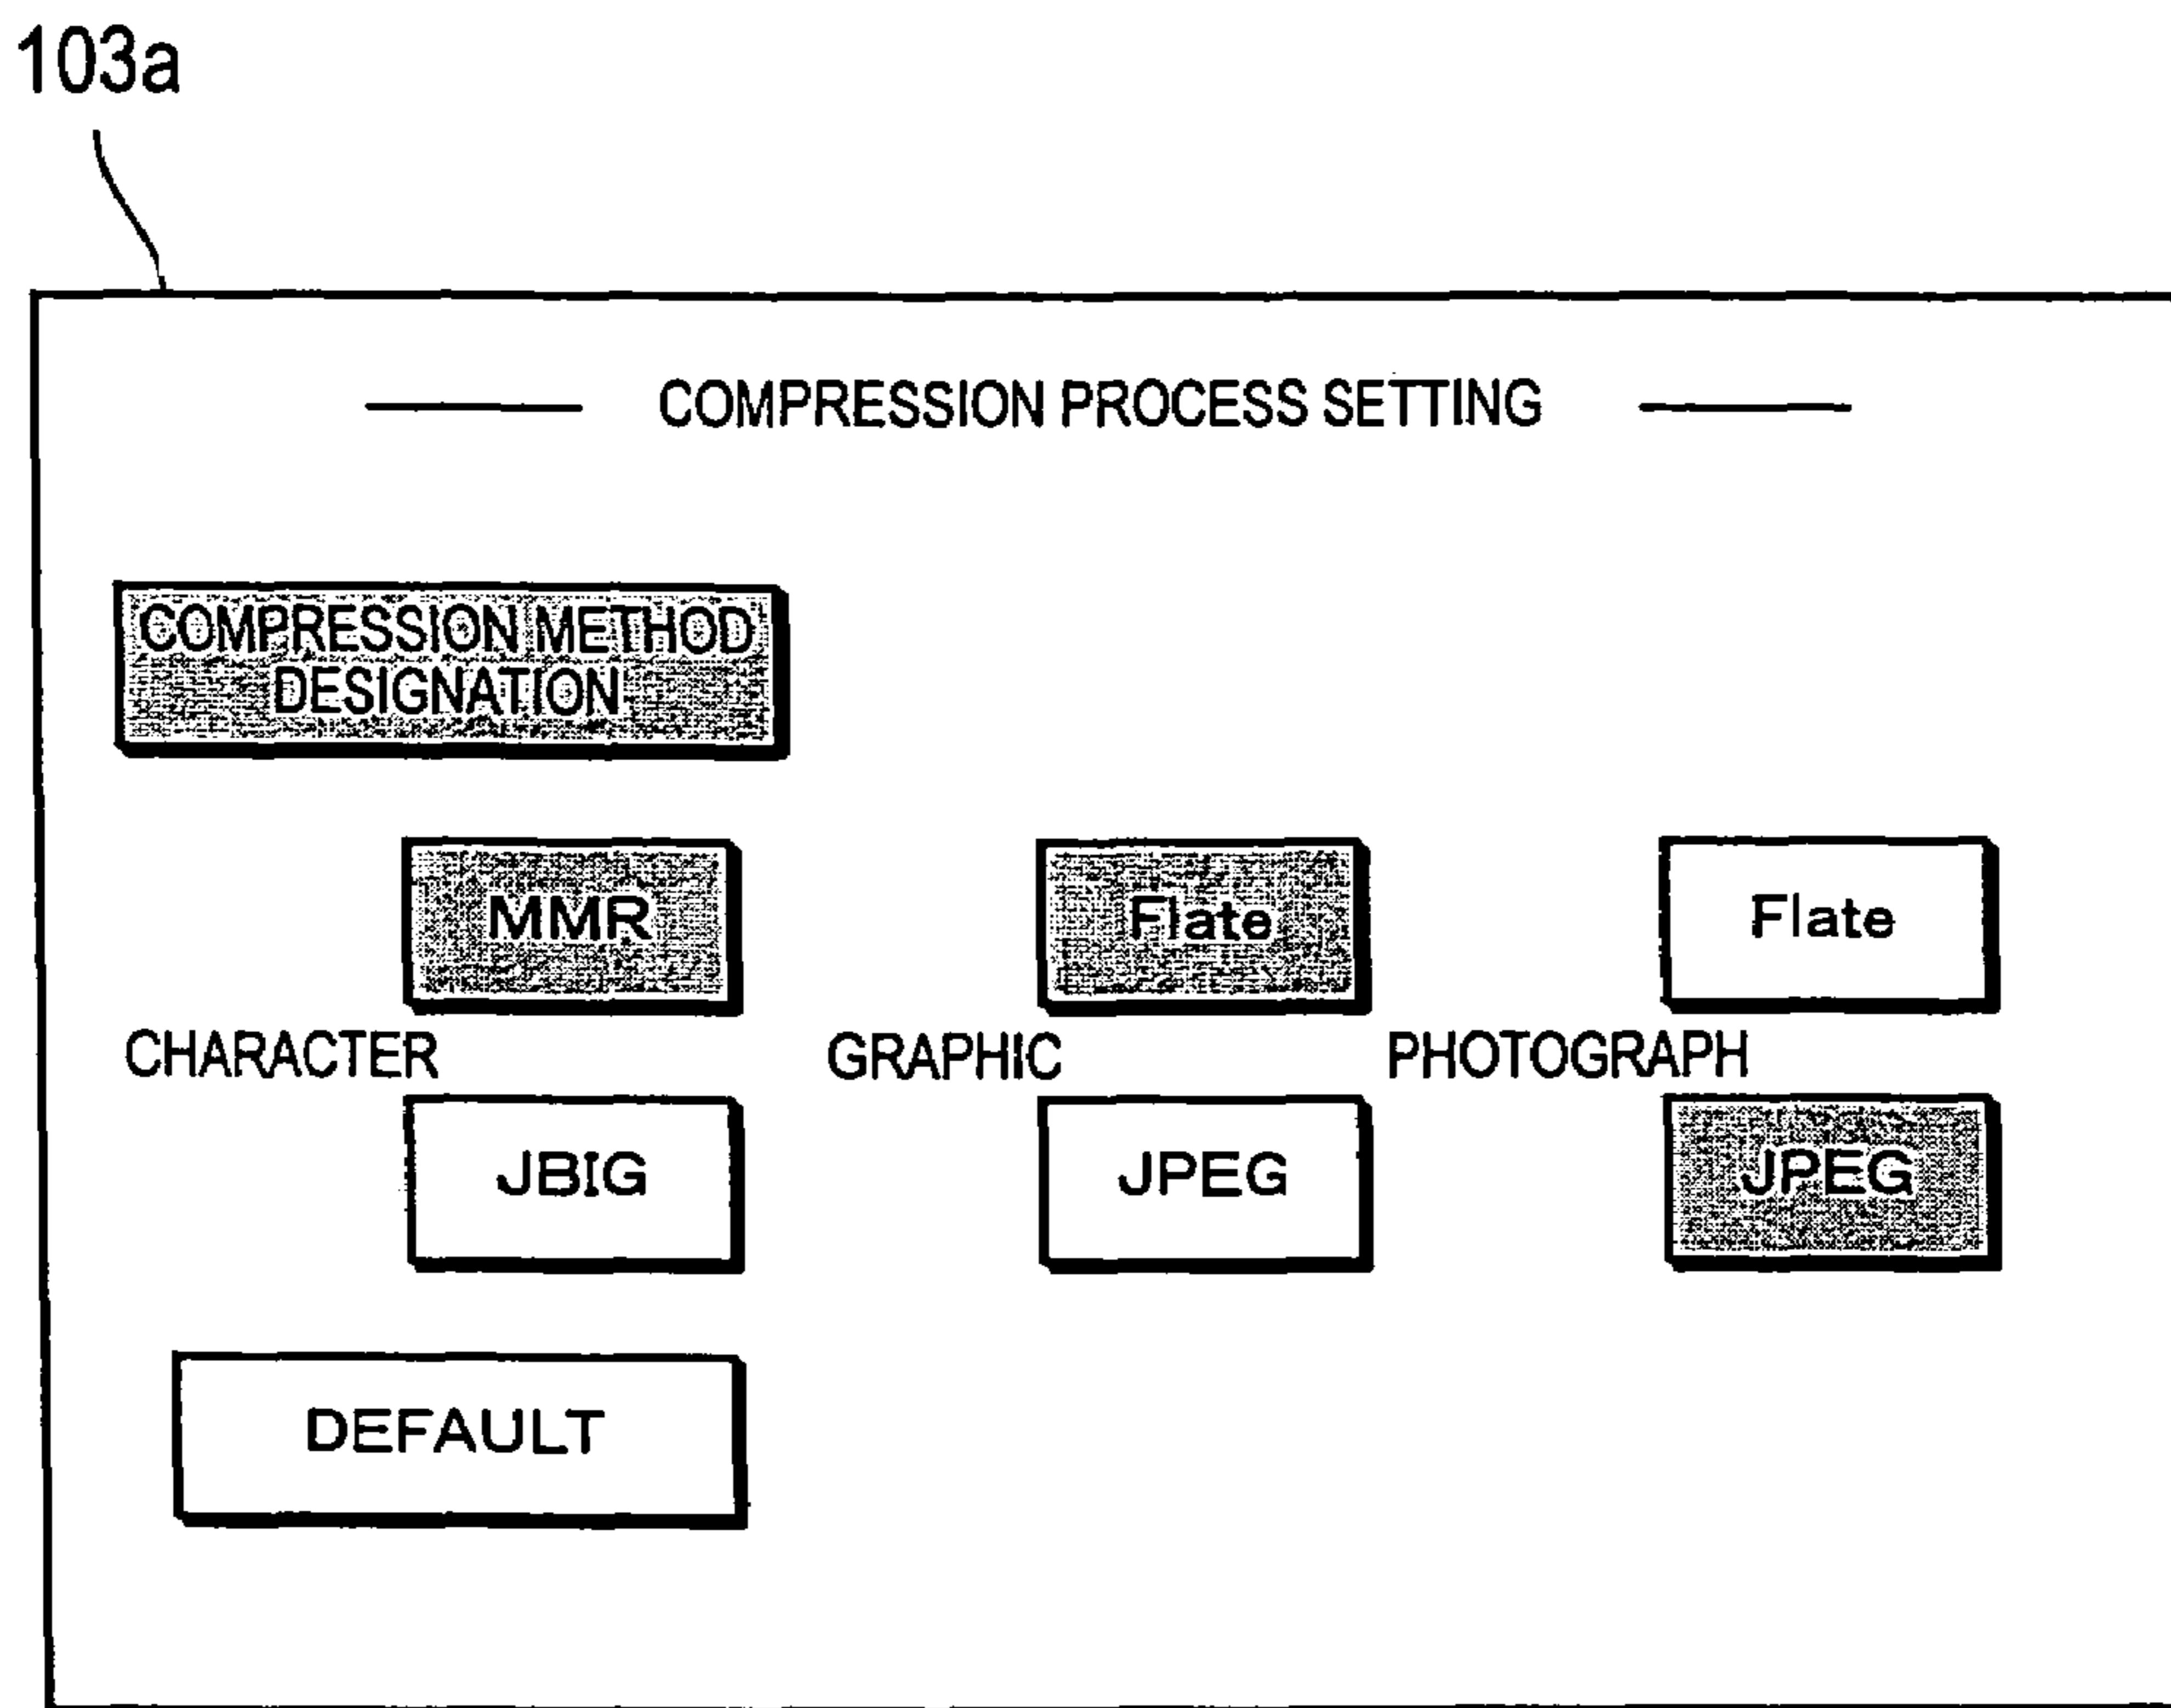 103a
COMPRESSION PROCESS SETTING
COMPRESSION METHOD
DESIGNATION
MMR Flate Flate
CHARACTER GRAPHIC PHOTOGRAPH
JBIG JPEG JPEG
DEFAULT